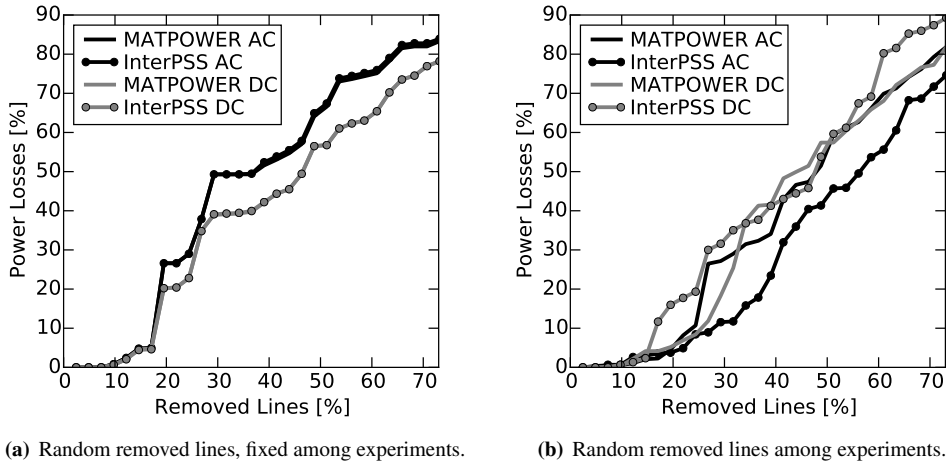 90
80
70
60
50
40
30
20
10
0
Power Losses [%]
MATPOWER AC
InterPSS AC
MATPOWER DC
InterPSS DC
0 10 20 30 40 50 60 70
Removed Lines [%]
(a) Random removed lines, fixed among experiments.
90
80
70
60
50
40
30
20
10
0
Power Losses [%]
MATPOWER AC
InterPSS AC
MATPOWER DC
InterPSS DC
0 10 20 30 40 50 60 70
Removed Lines [%]
(b) Random removed lines among experiments.